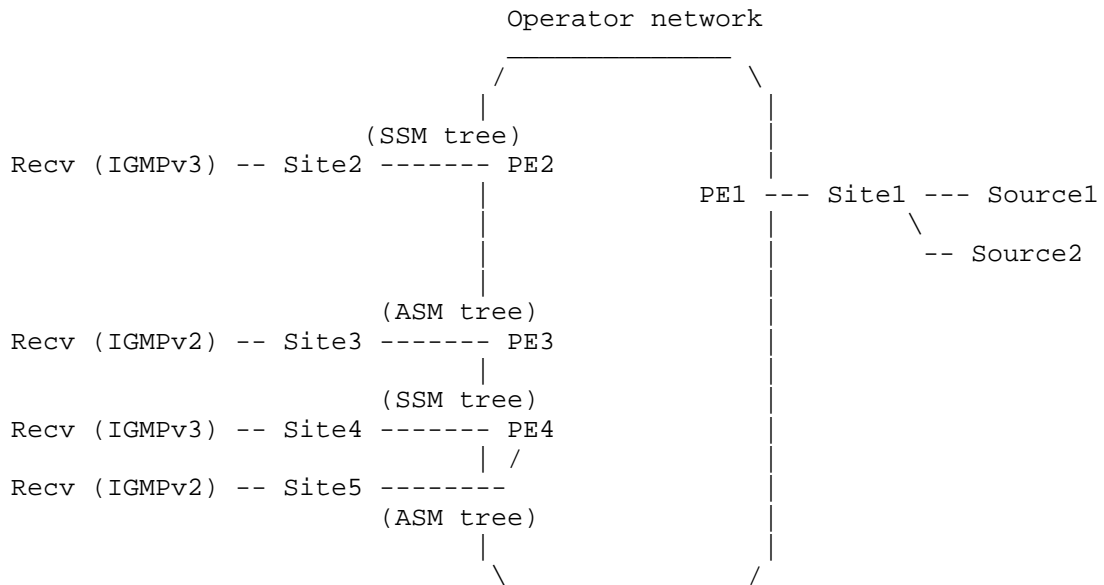 Operator network
(SSM tree)
Recv (IGMPv3) -- Site2 ------- PE2
PE1 --- Site1 --- Source1
-- Source2
(ASM tree)
Recv (IGMPv2) -- Site3 ------- PE3
(SSM tree)
Recv (IGMPv3) -- Site4 ------- PE4
Recv (IGMPv2) -- Site5 --------
(ASM tree)